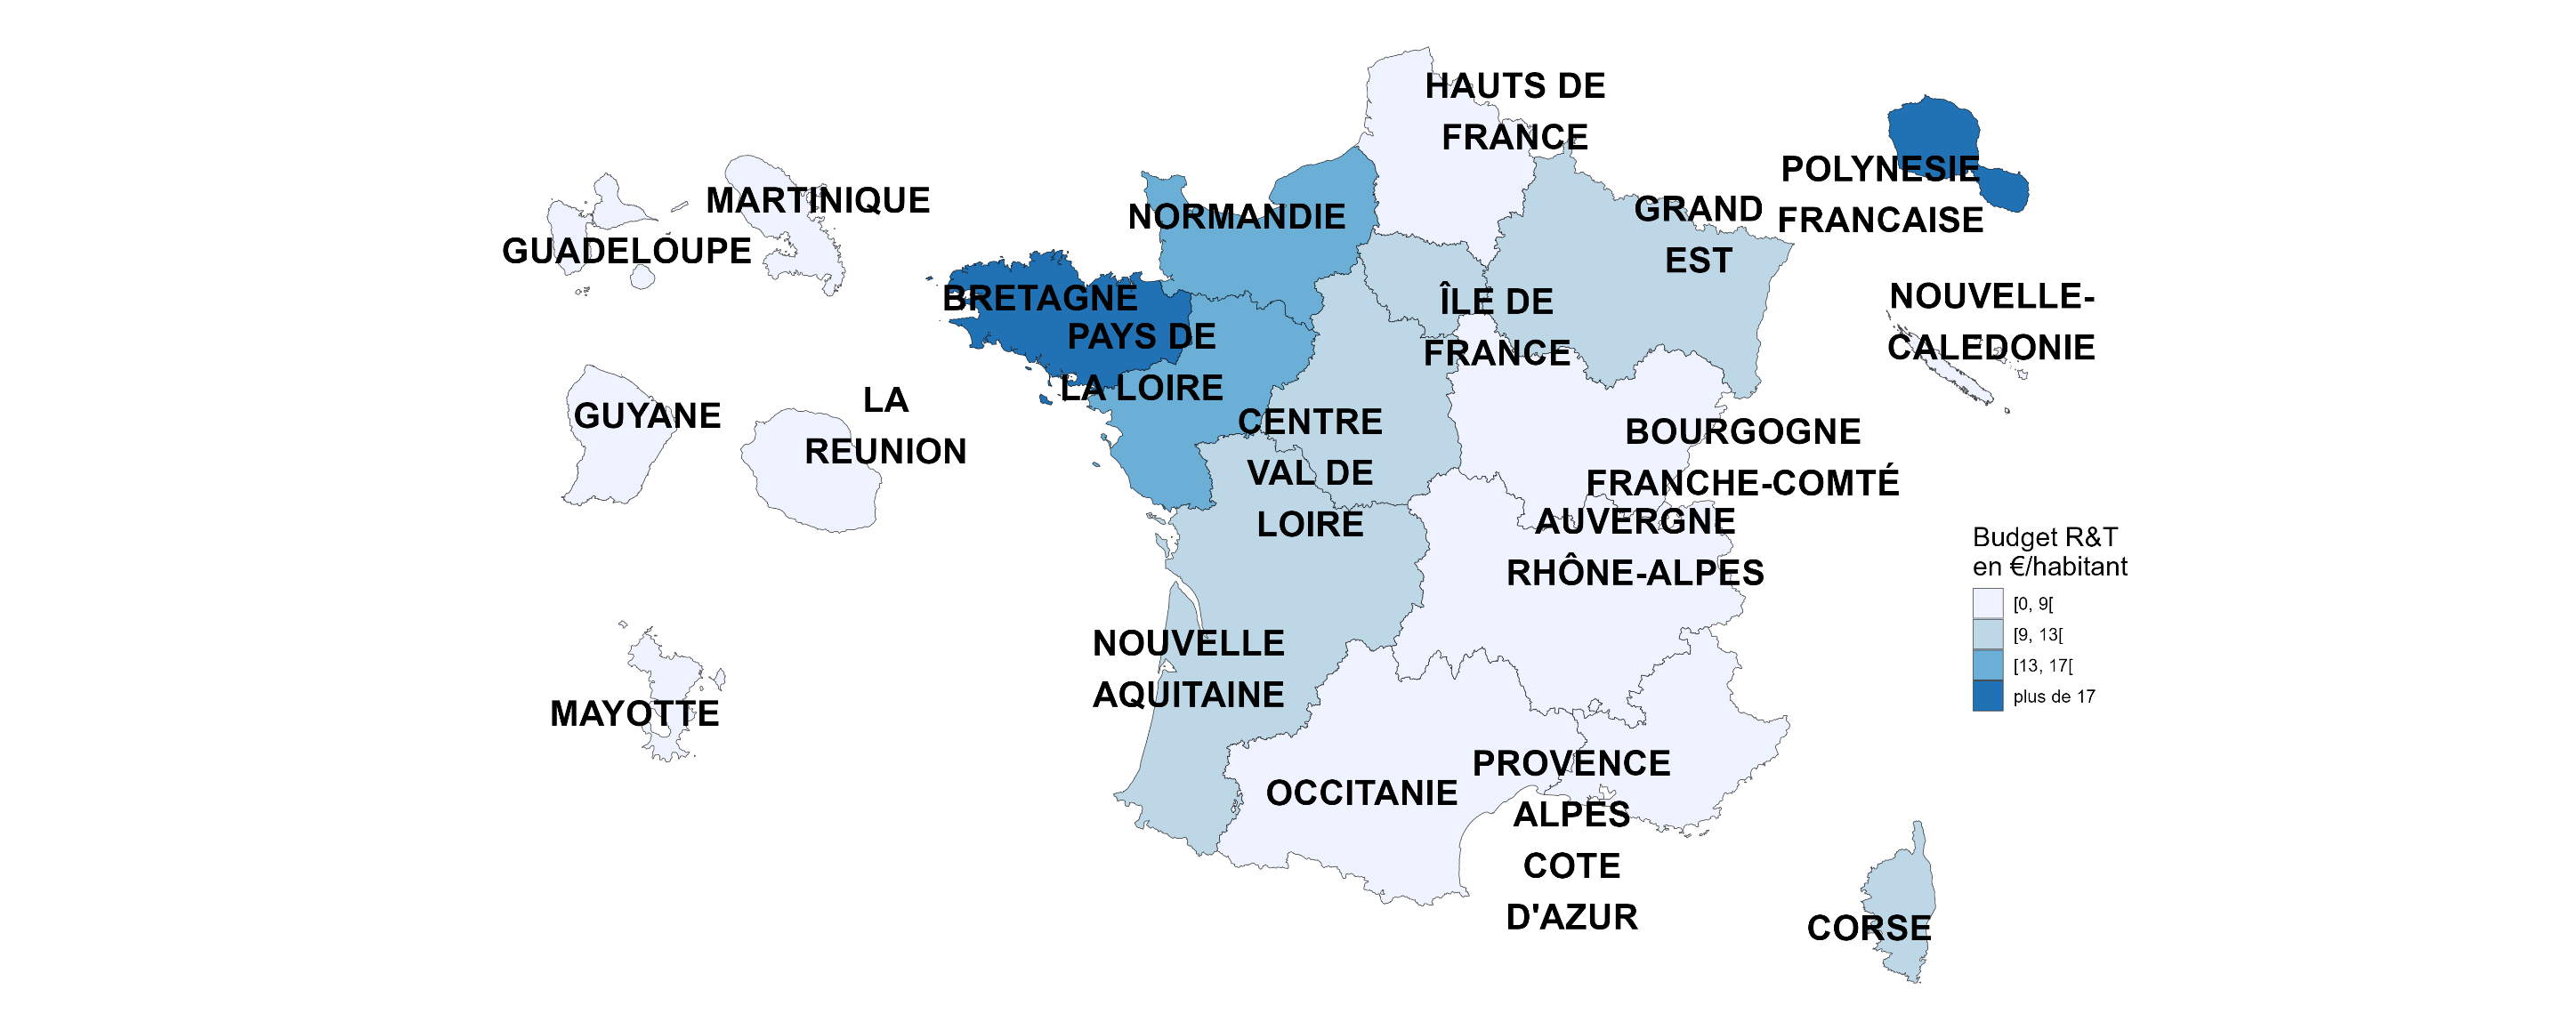 HAUTS DE
FRANCE
MARTINIQUE
GUADELOUPE
NORMANDIE
GRAND
EST
POLYNESIE
FRANCAISE
BRETAGNE
PAYS DE
LA LOIRE
ÎLE DE
FRANCE
NOUVELLE-
CALEDONIE
GUYANE
LA
REUNION
CENTRE
VAL DE
LOIRE
BOURGOGNE
FRANCHE-COMTÉ
AUVERGNE
RHÔNE-ALPES
NOUVELLE
AQUITAINE
MAYOTTE
OCCITANIE
PROVENCE
ALPES
COTE
D'AZUR
CORSE
Budget R&T
en €/habitant
[0, 9[
[9, 13[
[13, 17[
plus de 17